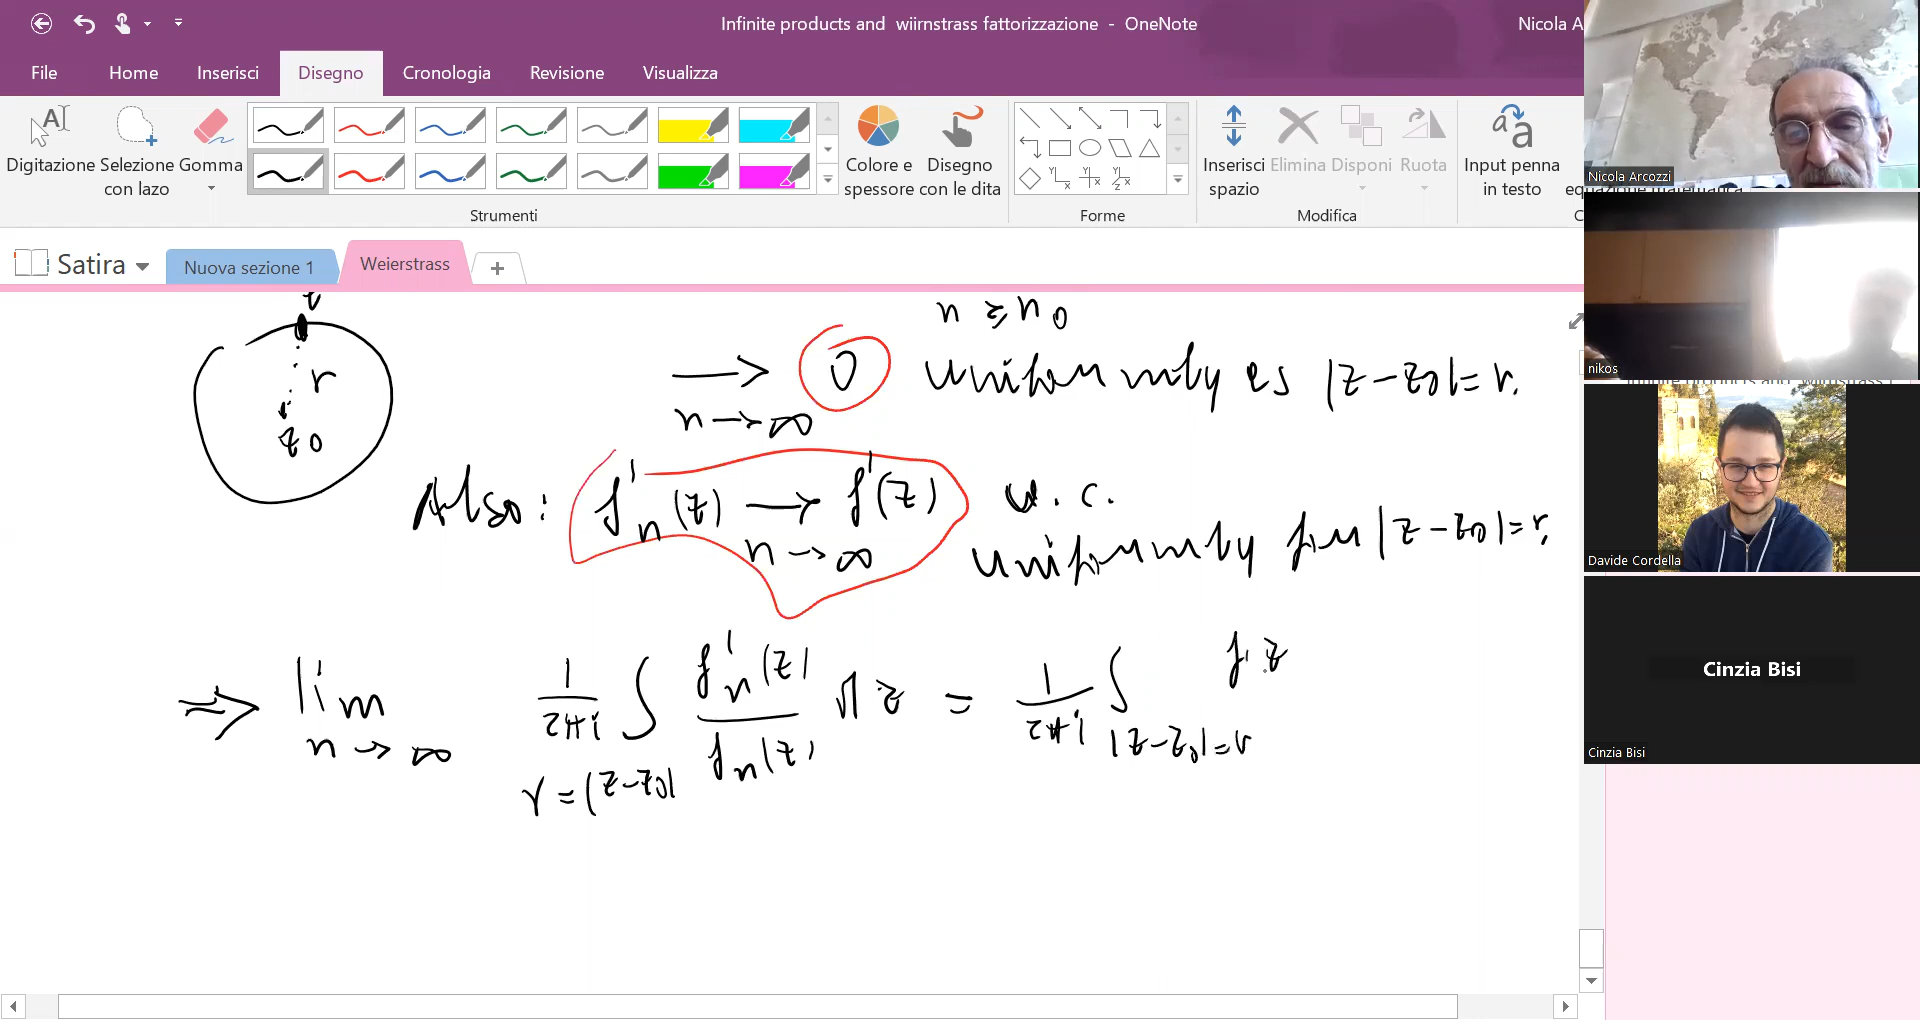 Infinite products and wiirnstrass fattorizzazione - OneNote
Nicola A
File Home Inserisci Disegno Cronologia Revisione Visualizza
Digitazione
Selezione con lazo
Gomma
Strumenti
Colore e spessore
Disegno con le dita
Forme
Inserisci spazio
Elimina
Disponi
Ruota
Modifica
Input penna in testo
Satira
Nuova sezione 1
Weierstrass
+
n ≥ n₀
→ 0 uniformly |z-z₀|=r.
n→∞
r
z₀
Also: f'ₙ(z) → f'(z) u.c.
n→∞ uniformly for |z-z₀|=r.
⇒ lim 1/2πi ∫ f'ₙ(z)/fₙ(z) dz = 1/2πi ∫ f z
n→∞ r=|z-z₀| |z-z₀|=r
Nicola Arcozzi
nikos
Davide Cordella
Cinzia Bisi
Cinzia Bisi